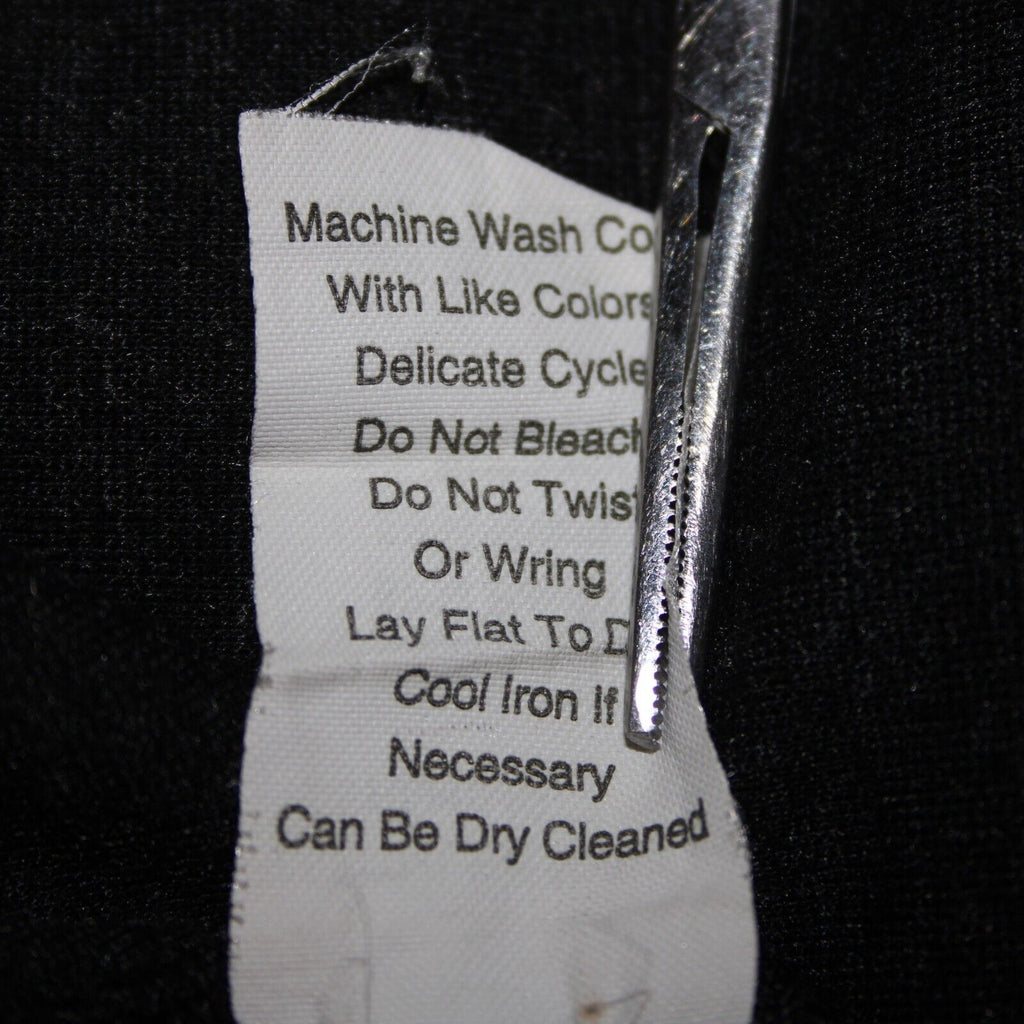 Machine Wash Co
With Like Colors
Delicate Cycle
Do Not Bleach
Do Not Twist
Or Wring
Lay Flat To D
Cool Iron If
Necessary
Can Be Dry Cleaned